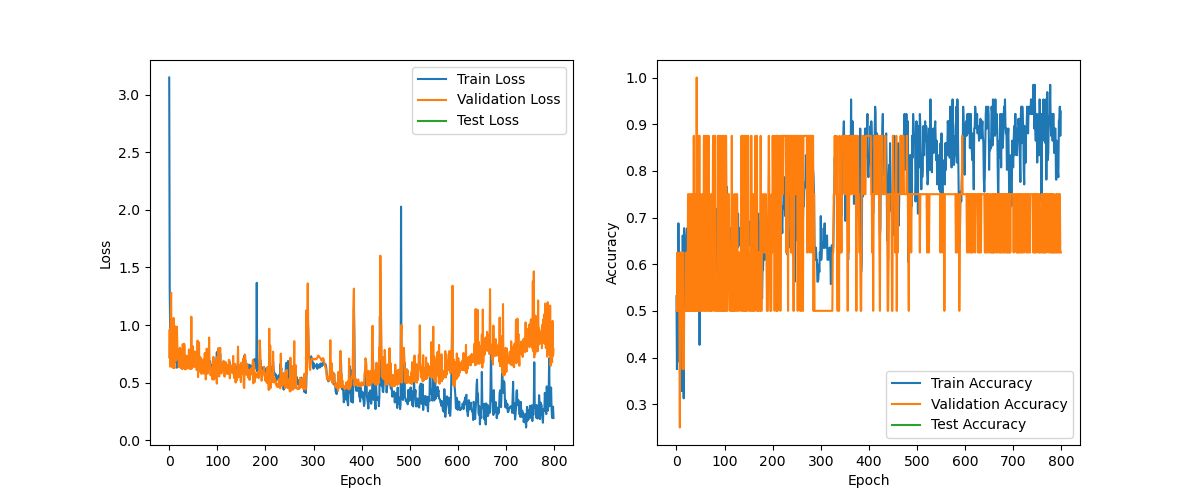 Train Loss
Validation Loss
Test Loss
3.0
2.5
2.0
1.5
1.0
0.5
0.0
Loss
0 100 200 300 400 500 600 700 800
Epoch
1.0
0.9
0.8
0.7
0.6
0.5
0.4
0.3
Accuracy
Train Accuracy
Validation Accuracy
Test Accuracy
0 100 200 300 400 500 600 700 800
Epoch